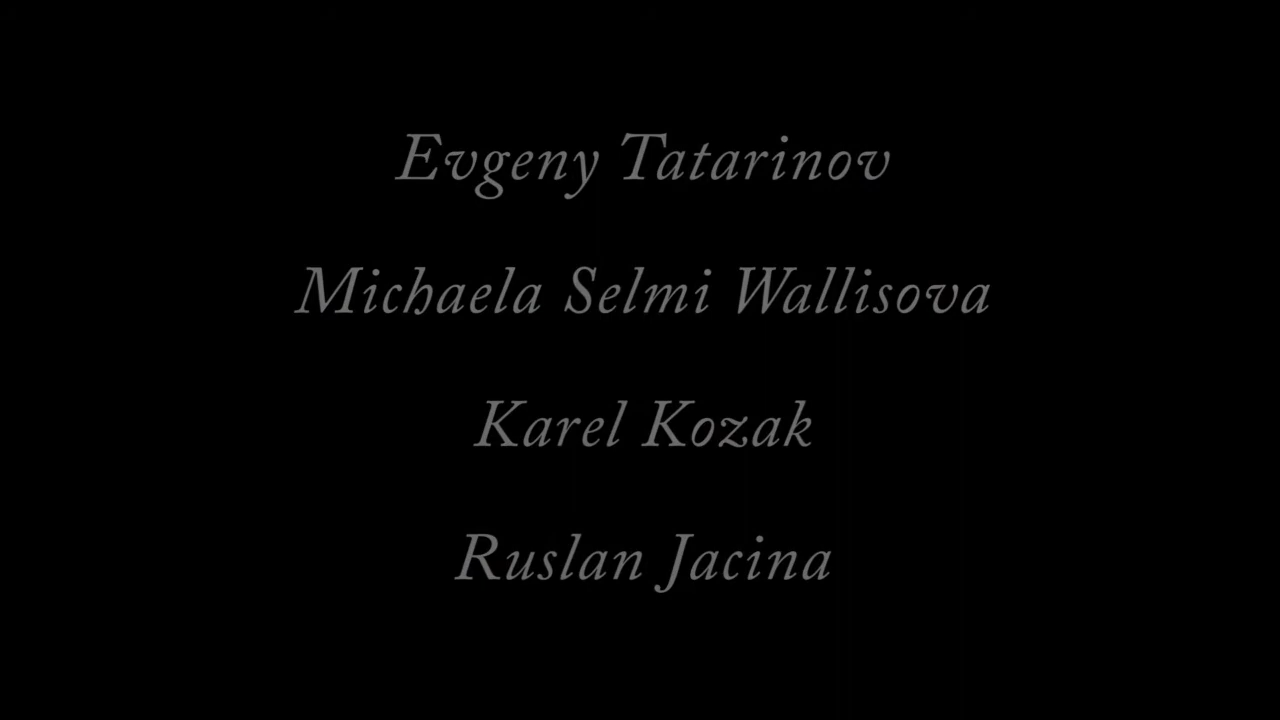 Evgeny Tatarinov
Michaela Selmi Wallisova
Karel Kozak
Ruslan Jacina